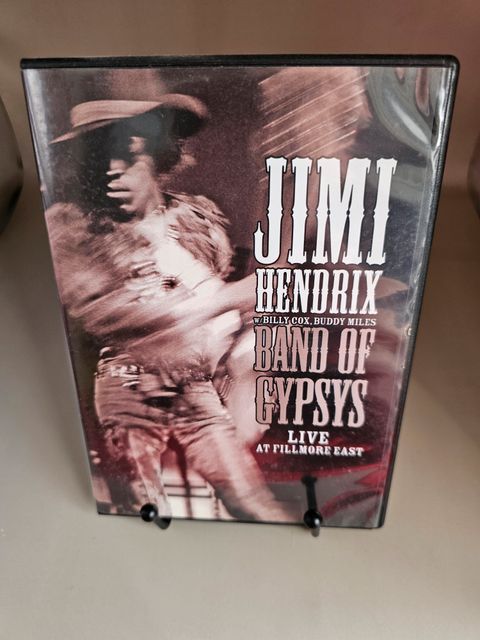 JIMI
HENDRIX
w/ BILLY COX, BUDDY MILES
BAND OF
GYPSYS
LIVE
AT FILLMORE EAST